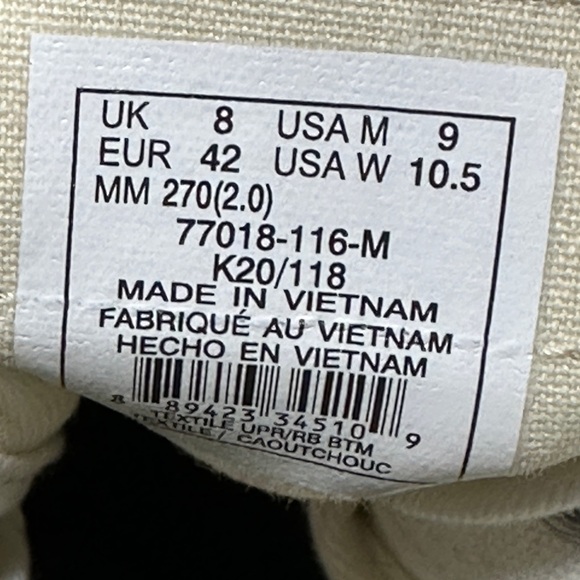 UK 8 USA M 9
EUR 42 USA W 10.5
MM 270(2.0)
77018-116-M
K20/118
MADE IN VIETNAM
FABRIQUÉ AU VIETNAM
HECHO EN VIETNAM
8 89423 34510 9
TEXTILE UPR/RB BTM
TEXTILE / CAOUTCHOUC